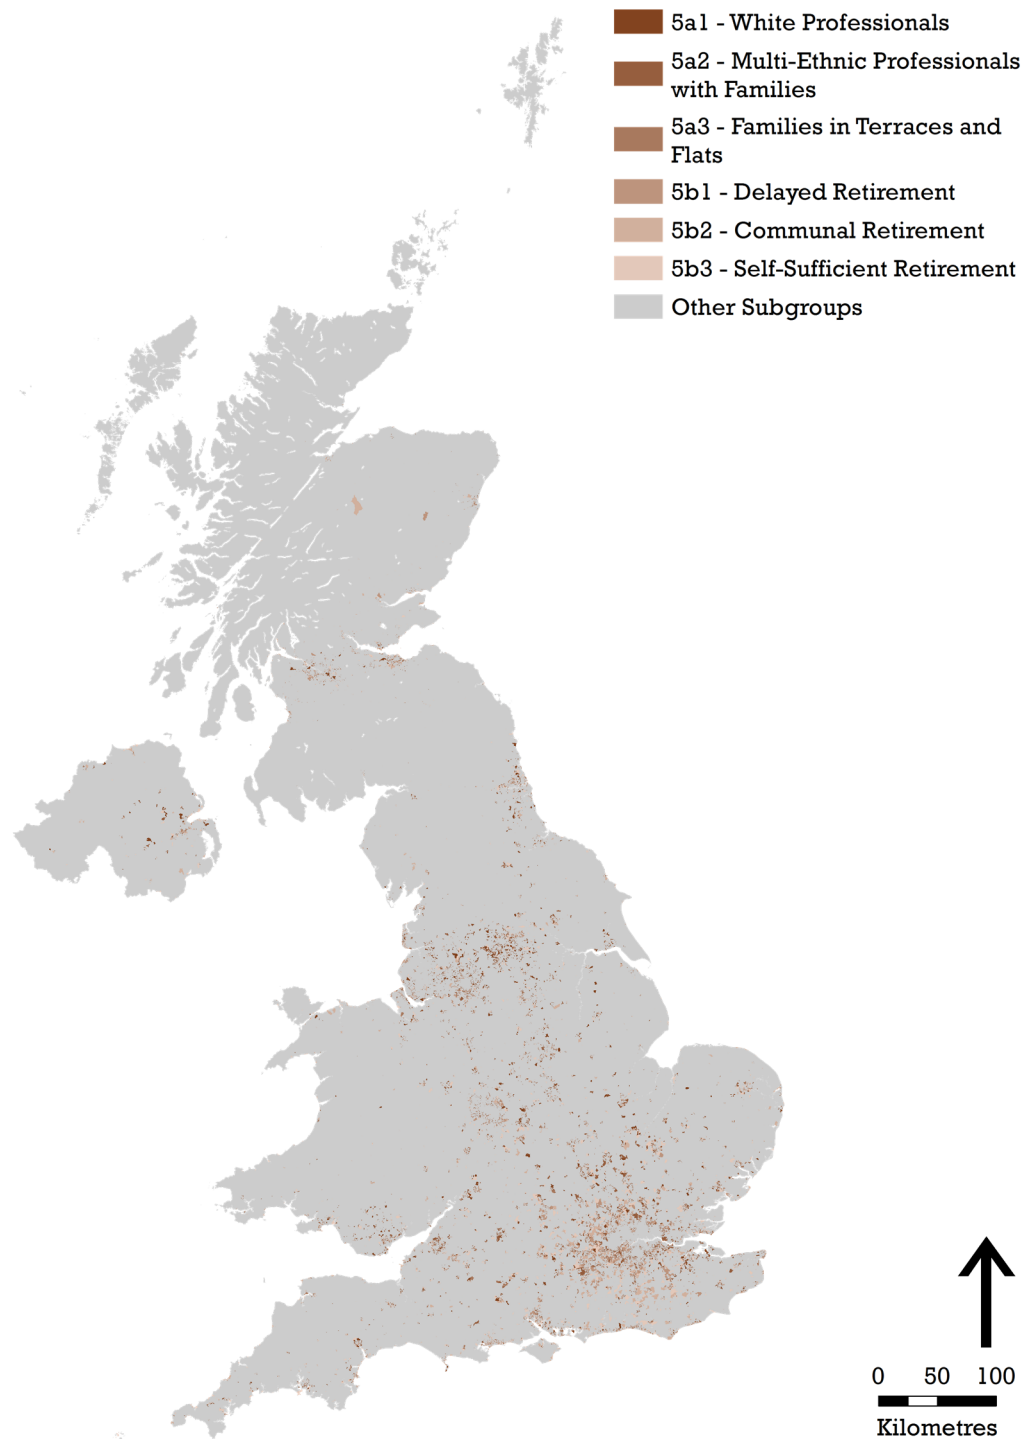 5a1 - White Professionals
5a2 - Multi-Ethnic Professionals
with Families
5a3 - Families in Terraces and
Flats
5b1 - Delayed Retirement
5b2 - Communal Retirement
5b3 - Self-Sufficient Retirement
Other Subgroups
0 50 100
Kilometres